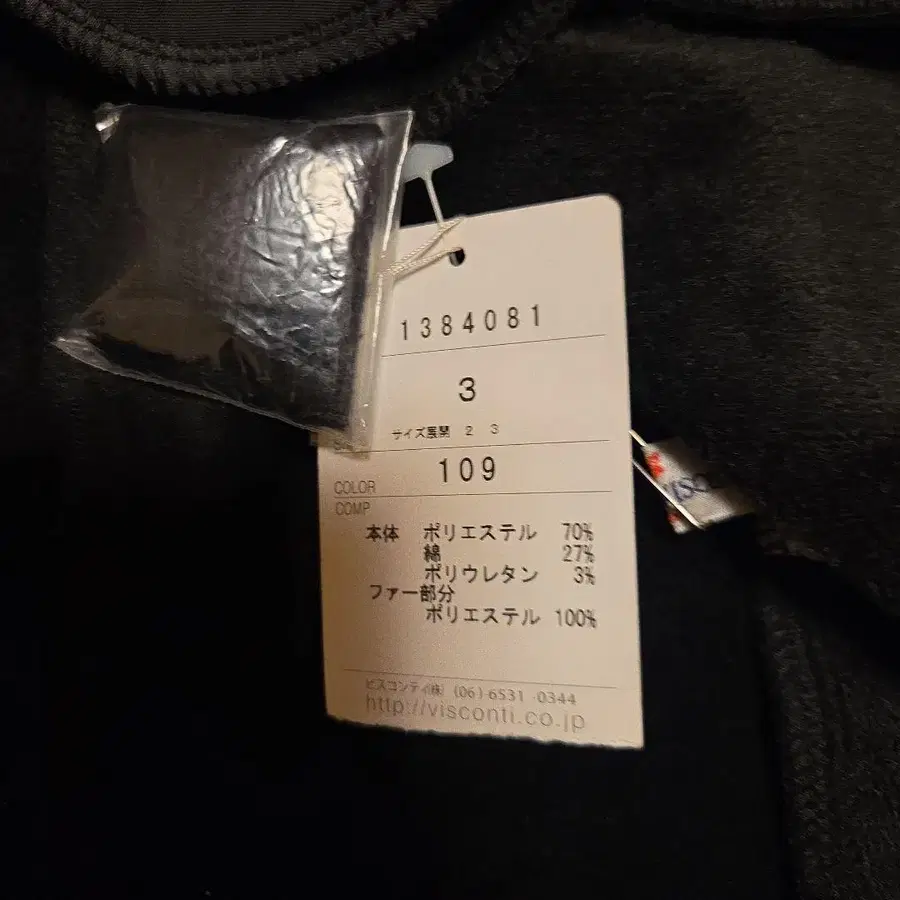 1384081
3
サイズ展開 2 3
109
COLOR
COMP
本体 ポリエステル 70%
綿 27%
ポリウレタン 3%
ファー部分
ポリエステル 100%
ビスコンティ(株) (06)6531-0344
http://visconti.co.jp